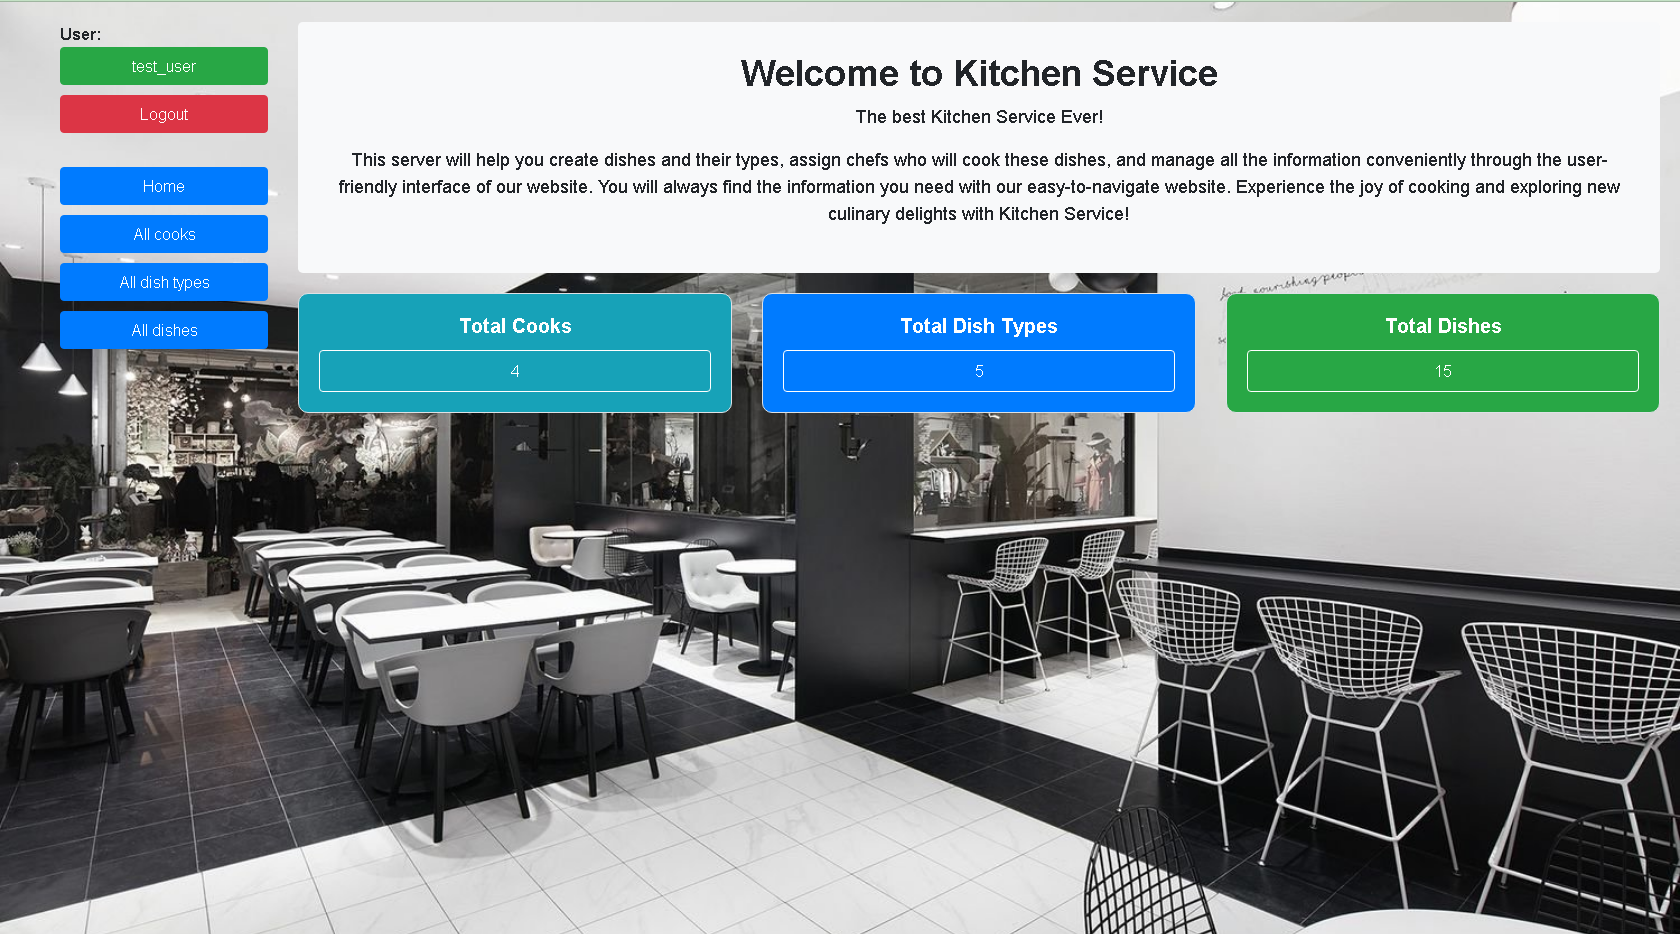 User:
test_user
Logout
Home
All cooks
All dish types
All dishes
Welcome to Kitchen Service
The best Kitchen Service Ever!
This server will help you create dishes and their types, assign chefs who will cook these dishes, and manage all the information conveniently through the user-
friendly interface of our website. You will always find the information you need with our easy-to-navigate website. Experience the joy of cooking and exploring new
culinary delights with Kitchen Service!
food nourishing people
Total Cooks
4
Total Dish Types
5
Total Dishes
15